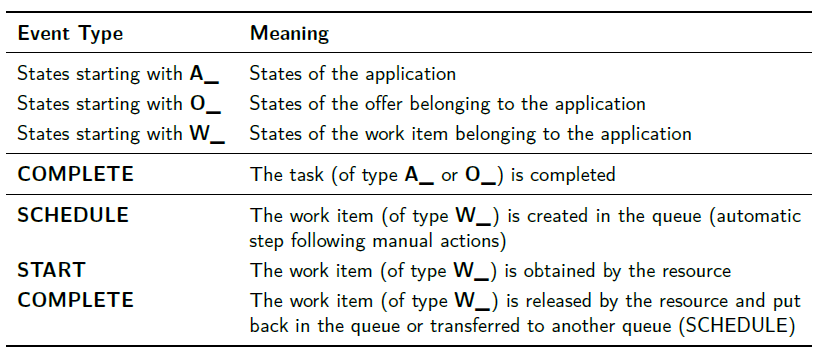 Event Type Meaning
States starting with A_ States of the application
States starting with O_ States of the offer belonging to the application
States starting with W_ States of the work item belonging to the application
COMPLETE The task (of type A_ or O_) is completed
SCHEDULE The work item (of type W_) is created in the queue (automatic
step following manual actions)
START The work item (of type W_) is obtained by the resource
COMPLETE The work item (of type W_) is released by the resource and put
back in the queue or transferred to another queue (SCHEDULE)